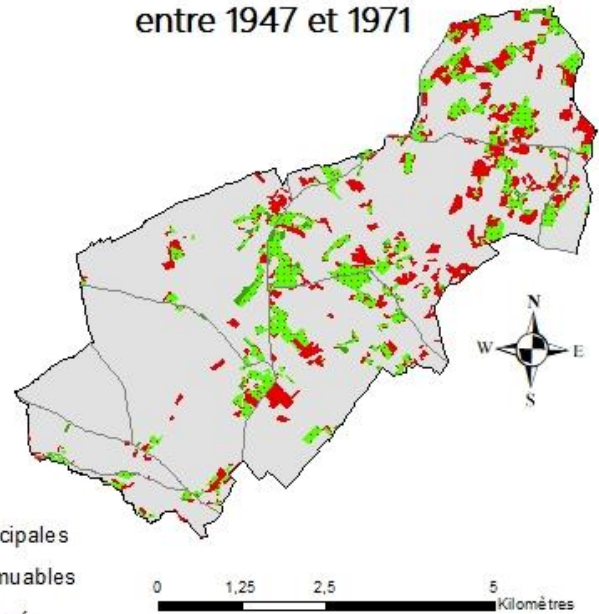 entre 1947 et 1971
N
W E
S
cipales
nuables
0 1,25 2,5 5
Kilomètres